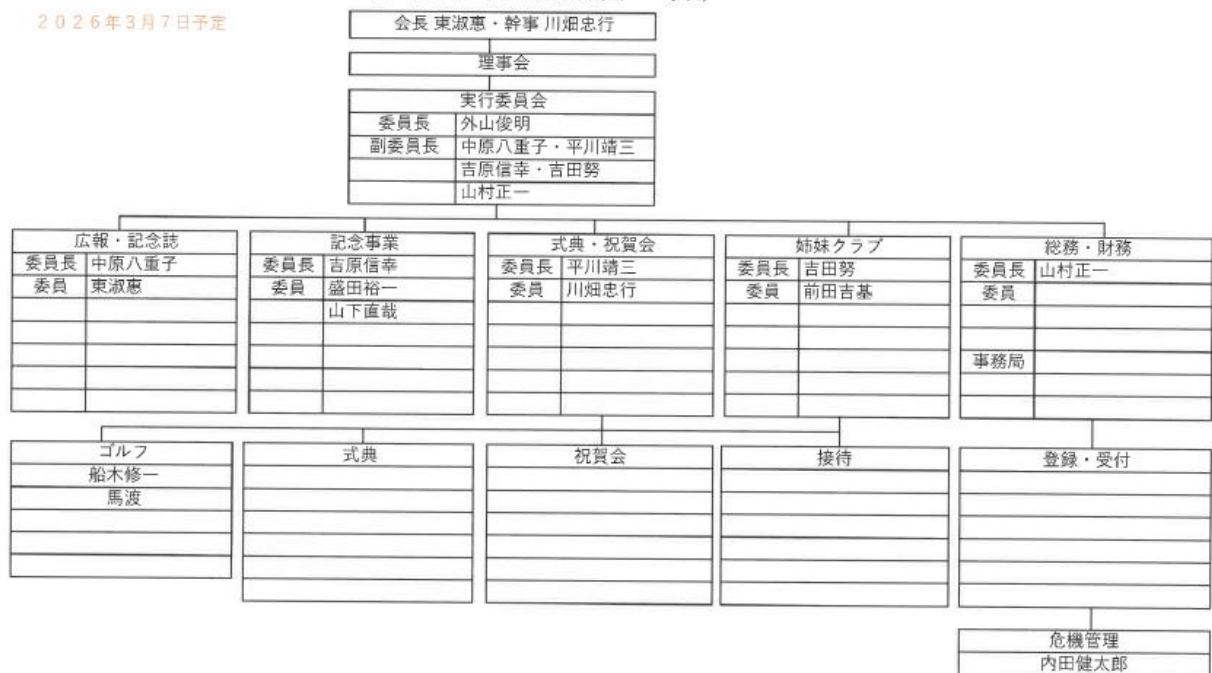 2026年3月7日予定
会長 東淑惠・幹事 川畑忠行
理事会
実行委員会
委員長 外山俊明
副委員長 中原八重子・平川靖三
吉原信幸・吉田努
山村正一
広報・記念誌
委員長 中原八重子
委員 東淑惠
記念事業
委員長 吉原信幸
委員 盛田裕一
山下直哉
式典・祝賀会
委員長 平川靖三
委員 川畑忠行
姉妹クラブ
委員長 吉田努
委員 前田吉基
総務・財務
委員長 山村正一
委員
事務局
ゴルフ
船木修一
馬渡
式典
祝賀会
接待
登録・受付
危機管理
内田健太郎